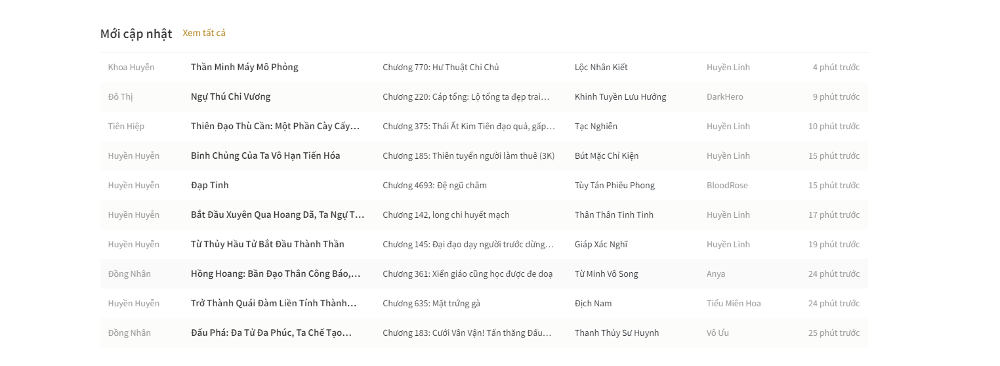 Mới cập nhật Xem tất cả
Khoa Huyễn Thần Minh Máy Mô Phỏng Chương 770: Hư Thuật Chi Chủ Lộc Nhân Kiết Huyền Linh 4 phút trước
Đô Thị Ngự Thú Chi Vương Chương 220: Cáp tổng: Lộ tổng ta đẹp trai… Khinh Tuyền Lưu Hưởng DarkHero 9 phút trước
Tiên Hiệp Thiên Đạo Thù Cần: Một Phần Cày Cấy… Chương 375: Thái Ất Kim Tiên đạo quả, gấp… Tạc Nghiễn Huyền Linh 10 phút trước
Huyền Huyễn Binh Chủng Của Ta Vô Hạn Tiến Hóa Chương 185: Thiên tuyển người làm thuê (3K) Bút Mặc Chỉ Kiện Huyền Linh 15 phút trước
Huyền Huyễn Đạp Tinh Chương 4693: Đệ ngũ châm Tùy Tán Phiêu Phong BloodRose 15 phút trước
Huyền Huyễn Bắt Đầu Xuyên Qua Hoang Dã, Ta Ngự T… Chương 142, long chi huyết mạch Thân Thân Tinh Tinh Huyền Linh 17 phút trước
Huyền Huyễn Từ Thủy Hầu Tử Bắt Đầu Thành Thần Chương 145: Đại đạo dạy người trước dừng… Giáp Xác Nghĩ Huyền Linh 19 phút trước
Đồng Nhân Hồng Hoang: Bần Đạo Thân Công Báo,… Chương 361: Xiển giáo cũng học được đe doạ Từ Minh Vô Song Anya 24 phút trước
Huyền Huyễn Trở Thành Quái Đàm Liền Tính Thành… Chương 635: Mặt trứng gà Địch Nam Tiểu Miên Hoa 24 phút trước
Đồng Nhân Đấu Phá: Đa Tử Đa Phúc, Ta Chế Tạo… Chương 183: Cưới Vân Vận! Tấn thăng Đấu… Thanh Thủy Sư Huynh Vô Ưu 25 phút trước